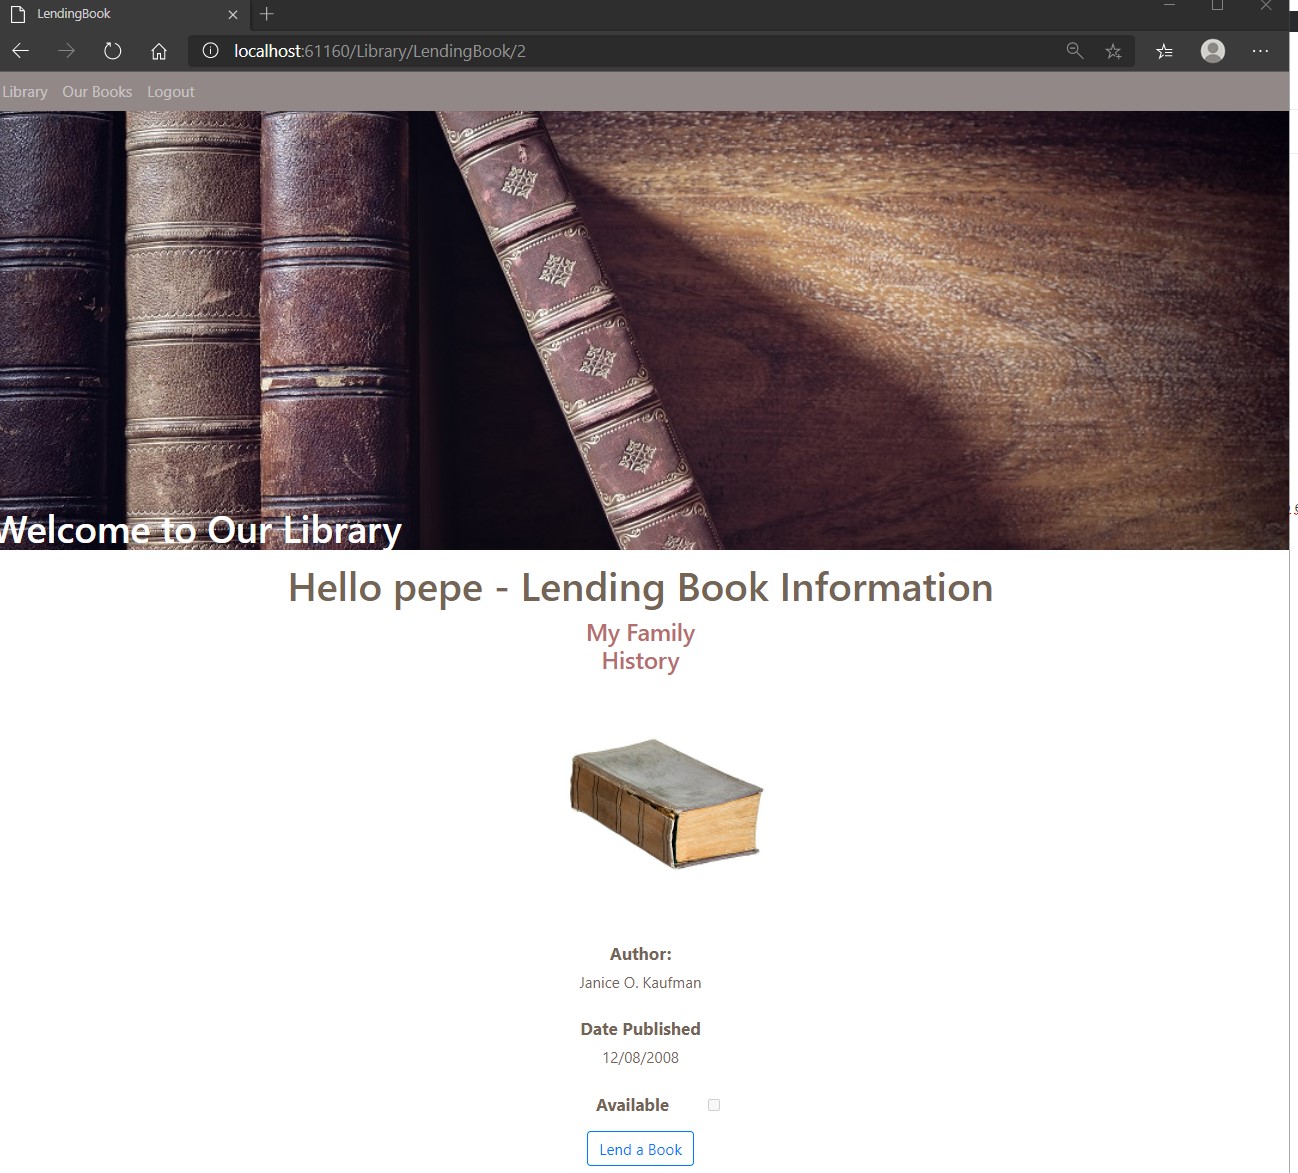 LendingBook
localhost:61160/Library/LendingBook/2
Library Our Books Logout
Welcome to Our Library
Hello pepe - Lending Book Information
My Family
History
Author:
Janice O. Kaufman
Date Published
12/08/2008
Available
Lend a Book